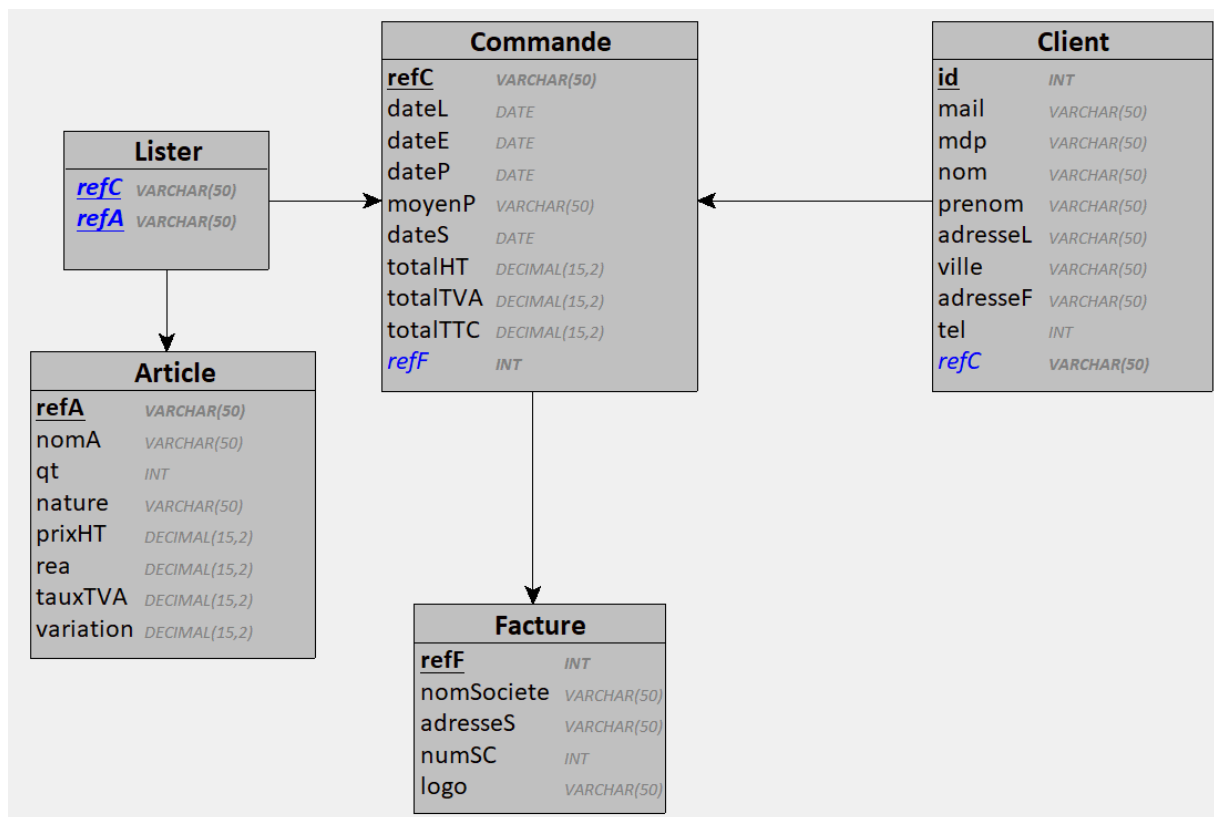 Commande
refC VARCHAR(50)
dateL DATE
dateE DATE
dateP DATE
moyenP VARCHAR(50)
dateS DATE
totalHT DECIMAL(15,2)
totalTVA DECIMAL(15,2)
totalTTC DECIMAL(15,2)
refF INT
Client
id INT
mail VARCHAR(50)
mdp VARCHAR(50)
nom VARCHAR(50)
prenom VARCHAR(50)
adresseL VARCHAR(50)
ville VARCHAR(50)
adresseF VARCHAR(50)
tel INT
refC VARCHAR(50)
Lister
refC VARCHAR(50)
refA VARCHAR(50)
Article
refA VARCHAR(50)
nomA VARCHAR(50)
qt INT
nature VARCHAR(50)
prixHT DECIMAL(15,2)
rea DECIMAL(15,2)
tauxTVA DECIMAL(15,2)
variation DECIMAL(15,2)
Facture
refF INT
nomSociete VARCHAR(50)
adresseS VARCHAR(50)
numSC INT
logo VARCHAR(50)